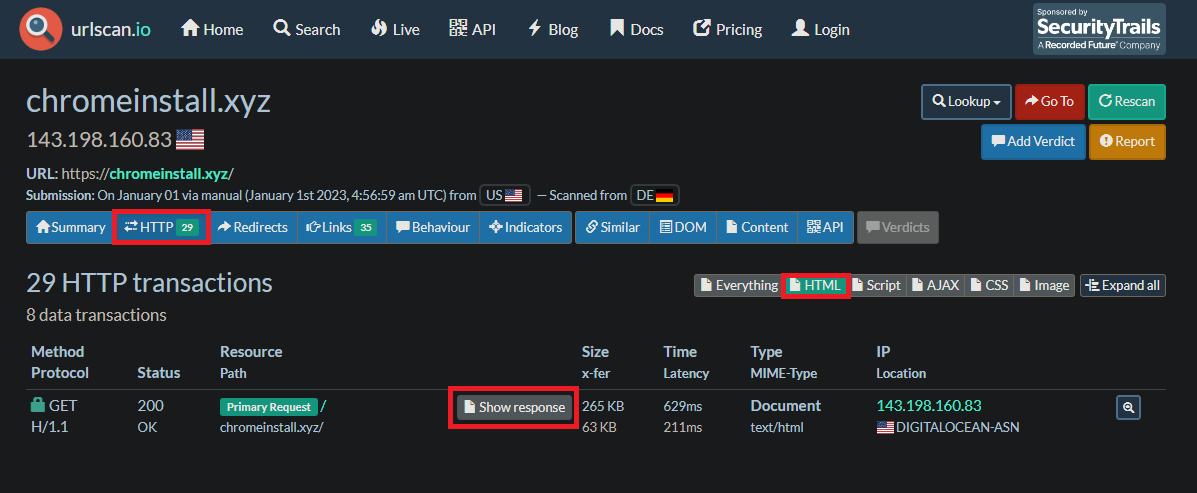 urlscan.io Home Search Live API Blog Docs Pricing Login
Sponsored by
SecurityTrails
A Recorded Future® Company
chromeinstall.xyz
Lookup Go To Rescan
143.198.160.83
Add Verdict Report
URL: https://chromeinstall.xyz/
Submission: On January 01 via manual (January 1st 2023, 4:56:59 am UTC) from US — Scanned from DE
Summary HTTP 29 Redirects Links 35 Behaviour Indicators Similar DOM Content API Verdicts
29 HTTP transactions
Everything HTML Script AJAX CSS Image Expand all
8 data transactions
Method Resource Size Time Type IP
Protocol Status Path x-fer Latency MIME-Type Location
GET 200 Primary Request / Show response 265 KB 629ms Document 143.198.160.83
H/1.1 OK chromeinstall.xyz/ 63 KB 211ms text/html DIGITALOCEAN-ASN